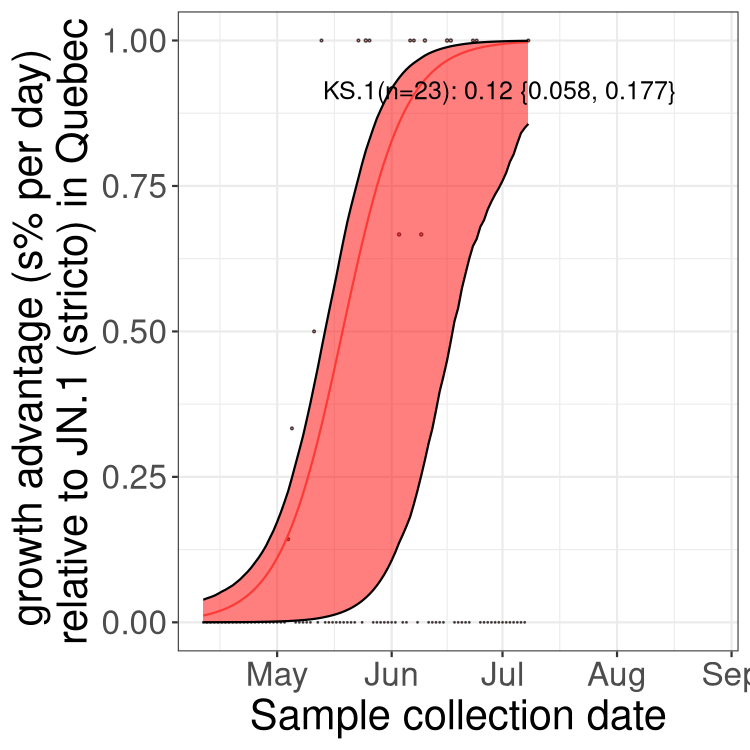 growth advantage (s% per day)
relative to JN.1 (stricto) in Quebec
1.00
0.75
0.50
0.25
0.00
KS.1(n=23): 0.12 {0.058, 0.177}
May Jun Jul Aug Sep
Sample collection date